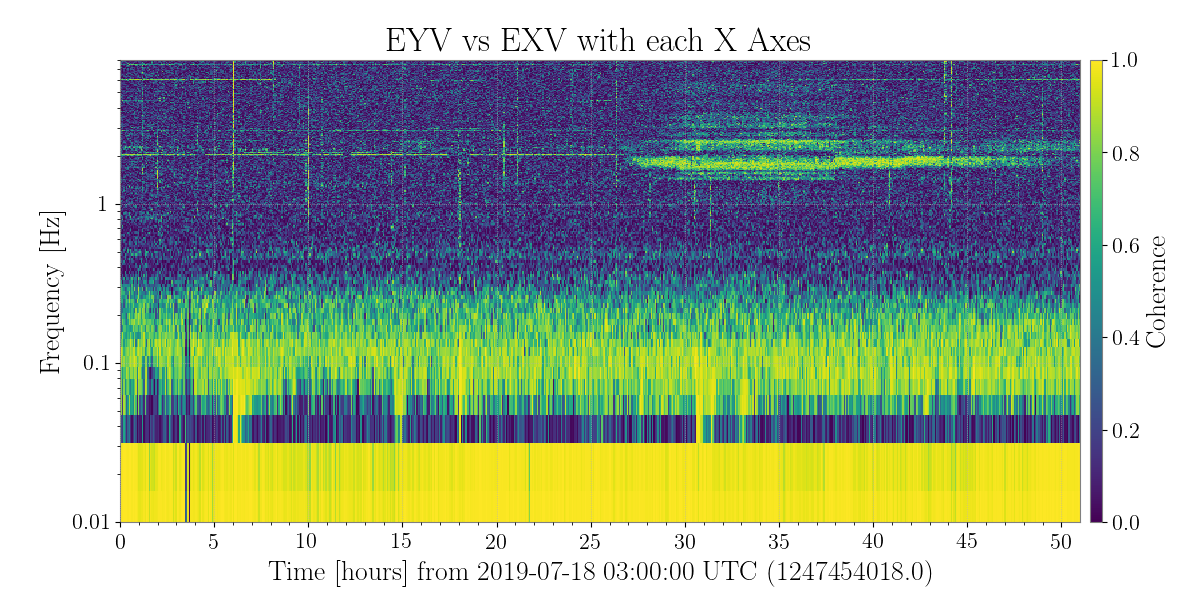 EYV vs EXV with each X Axes
Frequency [Hz]
1
0.1
0.01
0 5 10 15 20 25 30 35 40 45 50
Time [hours] from 2019-07-18 03:00:00 UTC (1247454018.0)
1.0
0.8
0.6
0.4
0.2
0.0
Coherence